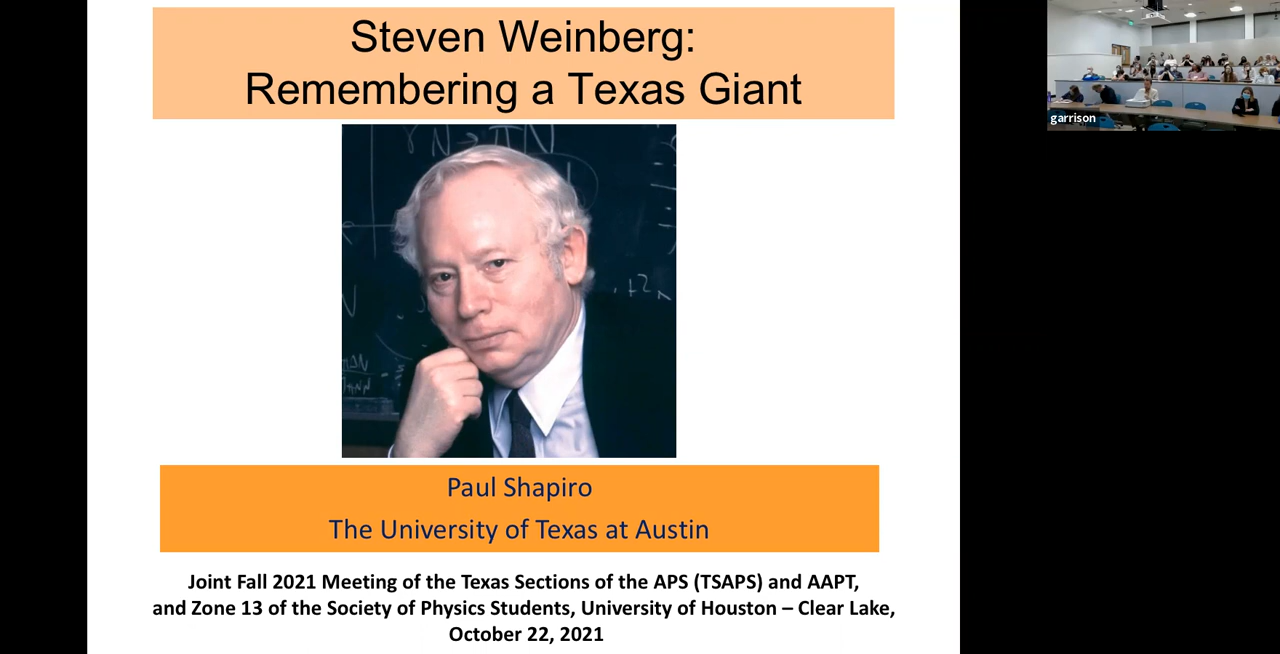 Steven Weinberg:
Remembering a Texas Giant
γN → πN
Paul Shapiro
The University of Texas at Austin
Joint Fall 2021 Meeting of the Texas Sections of the APS (TSAPS) and AAPT,
and Zone 13 of the Society of Physics Students, University of Houston – Clear Lake,
October 22, 2021
garrison